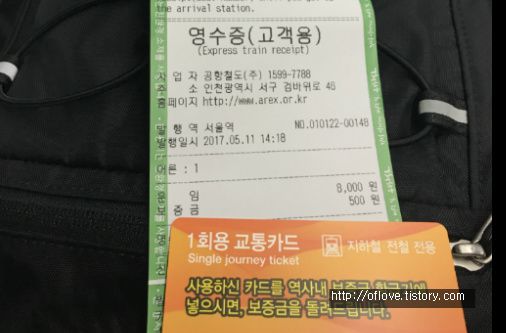 the arrival station.
영수증(고객용)
(Express train receipt)
사 업 자 공항철도(주) 1599-7788
주 소 인천광역시 서구 검바위로 46
홈페이지 http://www.arex.or.kr
발 행 역 서울역 NO.010122-00148
발행일시 2017.05.11 14:18
어른 : 1
운 임 8,000 원
보 증 금 500 원
1회용 교통카드 지하철 전철 전용
Single journey ticket
사용하신 카드를 역사내 보증금 환급기에
넣으시면, 보증금을 돌려드립니다.
http://oflove.tistory.com